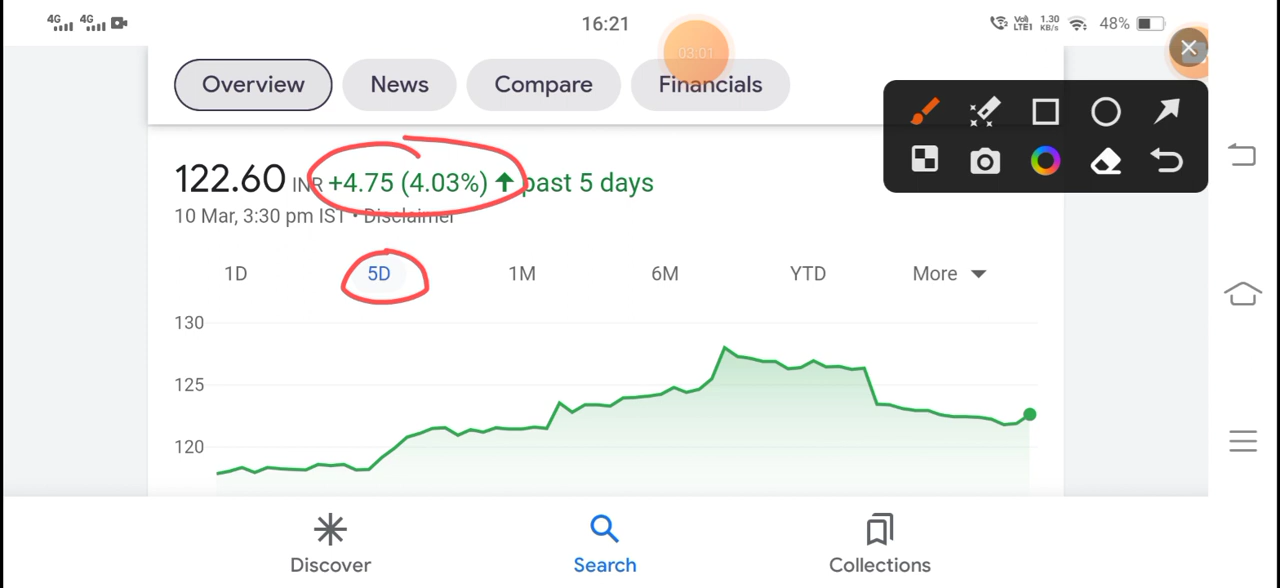 4G 4G 16:21 Vo) LTE1 1.30 KB/s 48%
03:01
Overview News Compare Financials
122.60 INR +4.75 (4.03%) ↑ past 5 days
10 Mar, 3:30 pm IST • Disclaimer
1D 5D 1M 6M YTD More
130
125
120
Discover Search Collections